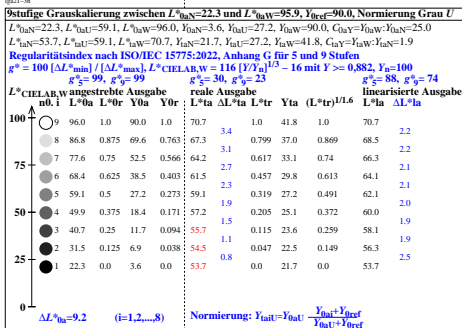 9stufige Grauskalierung zwischen L*0aN=22.3 und L*0aW=95.9, Y0ref=90.0, Normierung Grau U
L*0aN=22.3, L*0aU=59.1, L*0aW=96.0, Y0aN=3.6, Y0aU=27.2, Y0aW=90.0, C0aY=Y0aW:Y0aN=25.0
L*taN=53.7, L*taU=59.1, L*taW=70.7, YtaN=21.7, YtaU=27.2, YtaW=41.8, CtaY=YtaW:YtaN=1.9
Regularitätsindex nach ISO/IEC 15775:2022, Anhang G für 5 und 9 Stufen
g* = 100 [ΔL*min] / [ΔL*max], L*CIELAB,W = 116 [Y/Yn]1/3 − 16 mit Y >= 0,882, Yn=100
g*5= 99, g*9= 99 g*5= 30, g*9= 23 g*5= 88, g*9= 74
L*CIELAB,W angestrebte Ausgabe reale Ausgabe linearisierte Ausgabe
n0. i L*0a L*0r Y0a Y0r L*ta ΔL*ta L*tr Yta (L*tr)1/1.6 L*la ΔL*la
100 9 96.0 1.0 90.0 1.0 70.7 1.0 41.8 1.0 70.7
3.4 2.2
8 86.8 0.875 69.6 0.763 67.3 0.799 37.0 0.869 68.5
3.1 2.2
75 7 77.6 0.75 52.5 0.566 64.2 0.617 33.1 0.74 66.3
2.7 2.1
6 68.4 0.625 38.5 0.403 61.5 0.457 29.8 0.613 64.1
2.3 2.1
50 5 59.1 0.5 27.2 0.273 59.1 0.319 27.2 0.491 62.1
1.9 2.0
4 49.9 0.375 18.4 0.171 57.2 0.205 25.1 0.372 60.0
1.5 1.9
3 40.7 0.25 11.7 0.094 55.7 0.115 23.6 0.259 58.1
1.1 1.9
25 2 31.5 0.125 6.9 0.038 54.5 0.047 22.5 0.149 56.3
0.8 2.5
1 22.3 0.0 3.6 0.0 53.7 0.0 21.7 0.0 53.7
0 ΔL*0a=9.2 (i=1,2,...,8) Normierung: YtaiU=Y0aU Y0ai+Y0ref
Y0aU+Y0ref